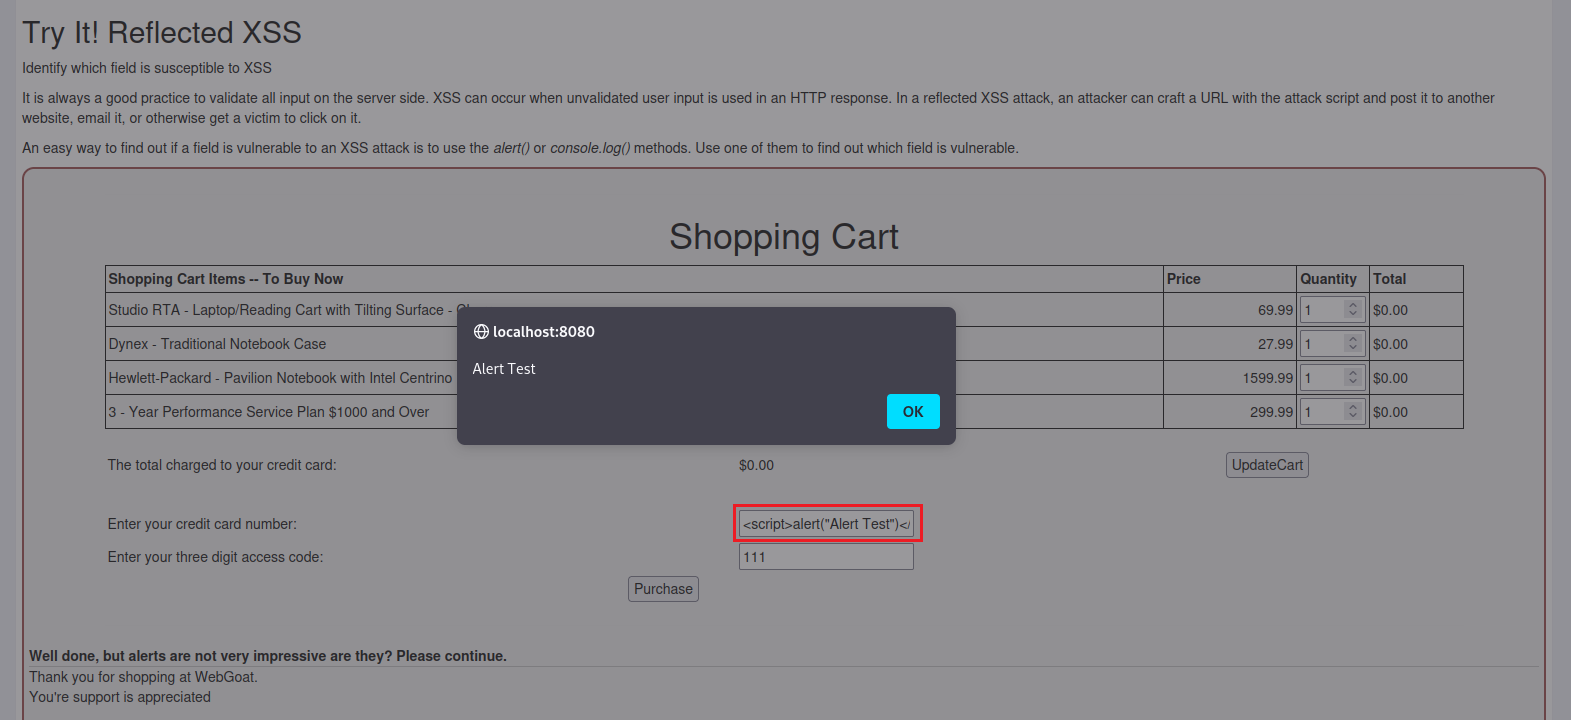 Try It! Reflected XSS
Identify which field is susceptible to XSS
It is always a good practice to validate all input on the server side. XSS can occur when unvalidated user input is used in an HTTP response. In a reflected XSS attack, an attacker can craft a URL with the attack script and post it to another
website, email it, or otherwise get a victim to click on it.
An easy way to find out if a field is vulnerable to an XSS attack is to use the alert() or console.log() methods. Use one of them to find out which field is vulnerable.
Shopping Cart
Shopping Cart Items -- To Buy Now Price Quantity Total
Studio RTA - Laptop/Reading Cart with Tilting Surface - 69.99 1 $0.00
Dynex - Traditional Notebook Case 27.99 1 $0.00
Hewlett-Packard - Pavilion Notebook with Intel Centrino 1599.99 1 $0.00
3 - Year Performance Service Plan $1000 and Over 299.99 1 $0.00
localhost:8080
Alert Test
OK
The total charged to your credit card: $0.00 UpdateCart
Enter your credit card number: <script>alert("Alert Test")</
Enter your three digit access code: 111
Purchase
Well done, but alerts are not very impressive are they? Please continue.
Thank you for shopping at WebGoat.
You're support is appreciated